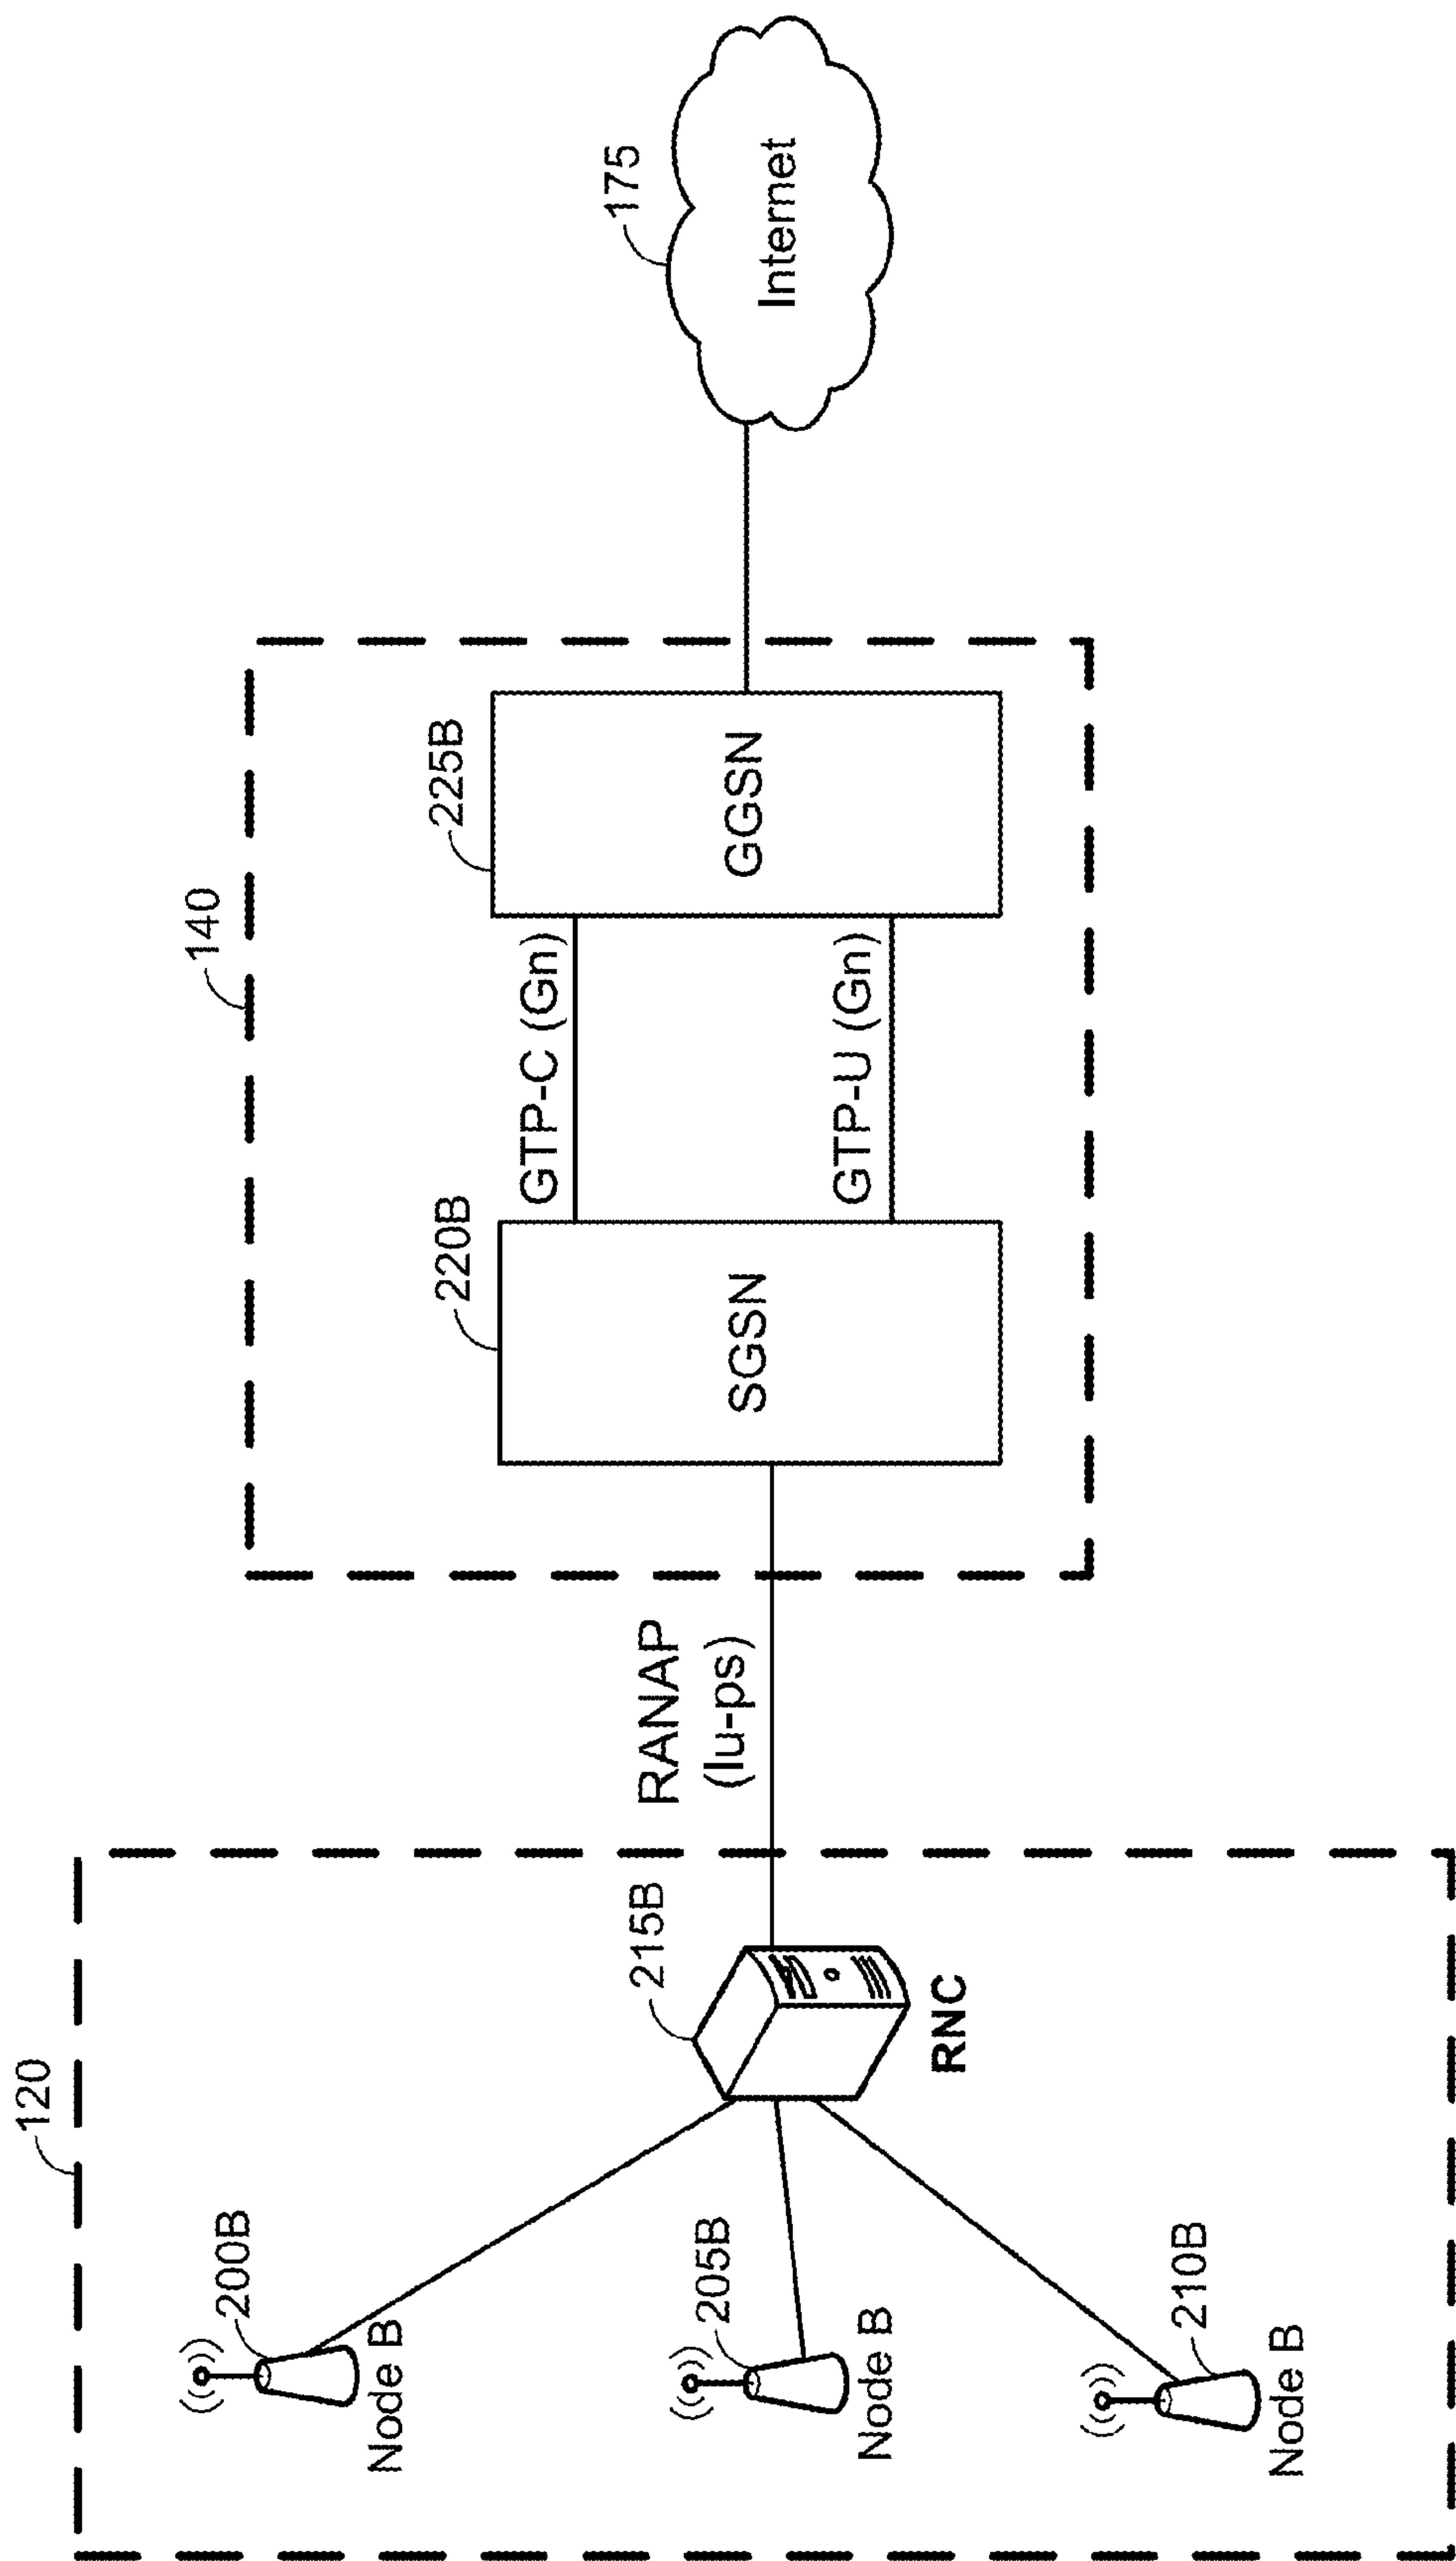 120
200B
Node B
205B
Node B
210B
Node B
215B
RNC
RANAP
(Iu-ps)
140
220B
SGSN
GTP-C (Gn)
GTP-U (Gn)
225B
GGSN
175
Internet